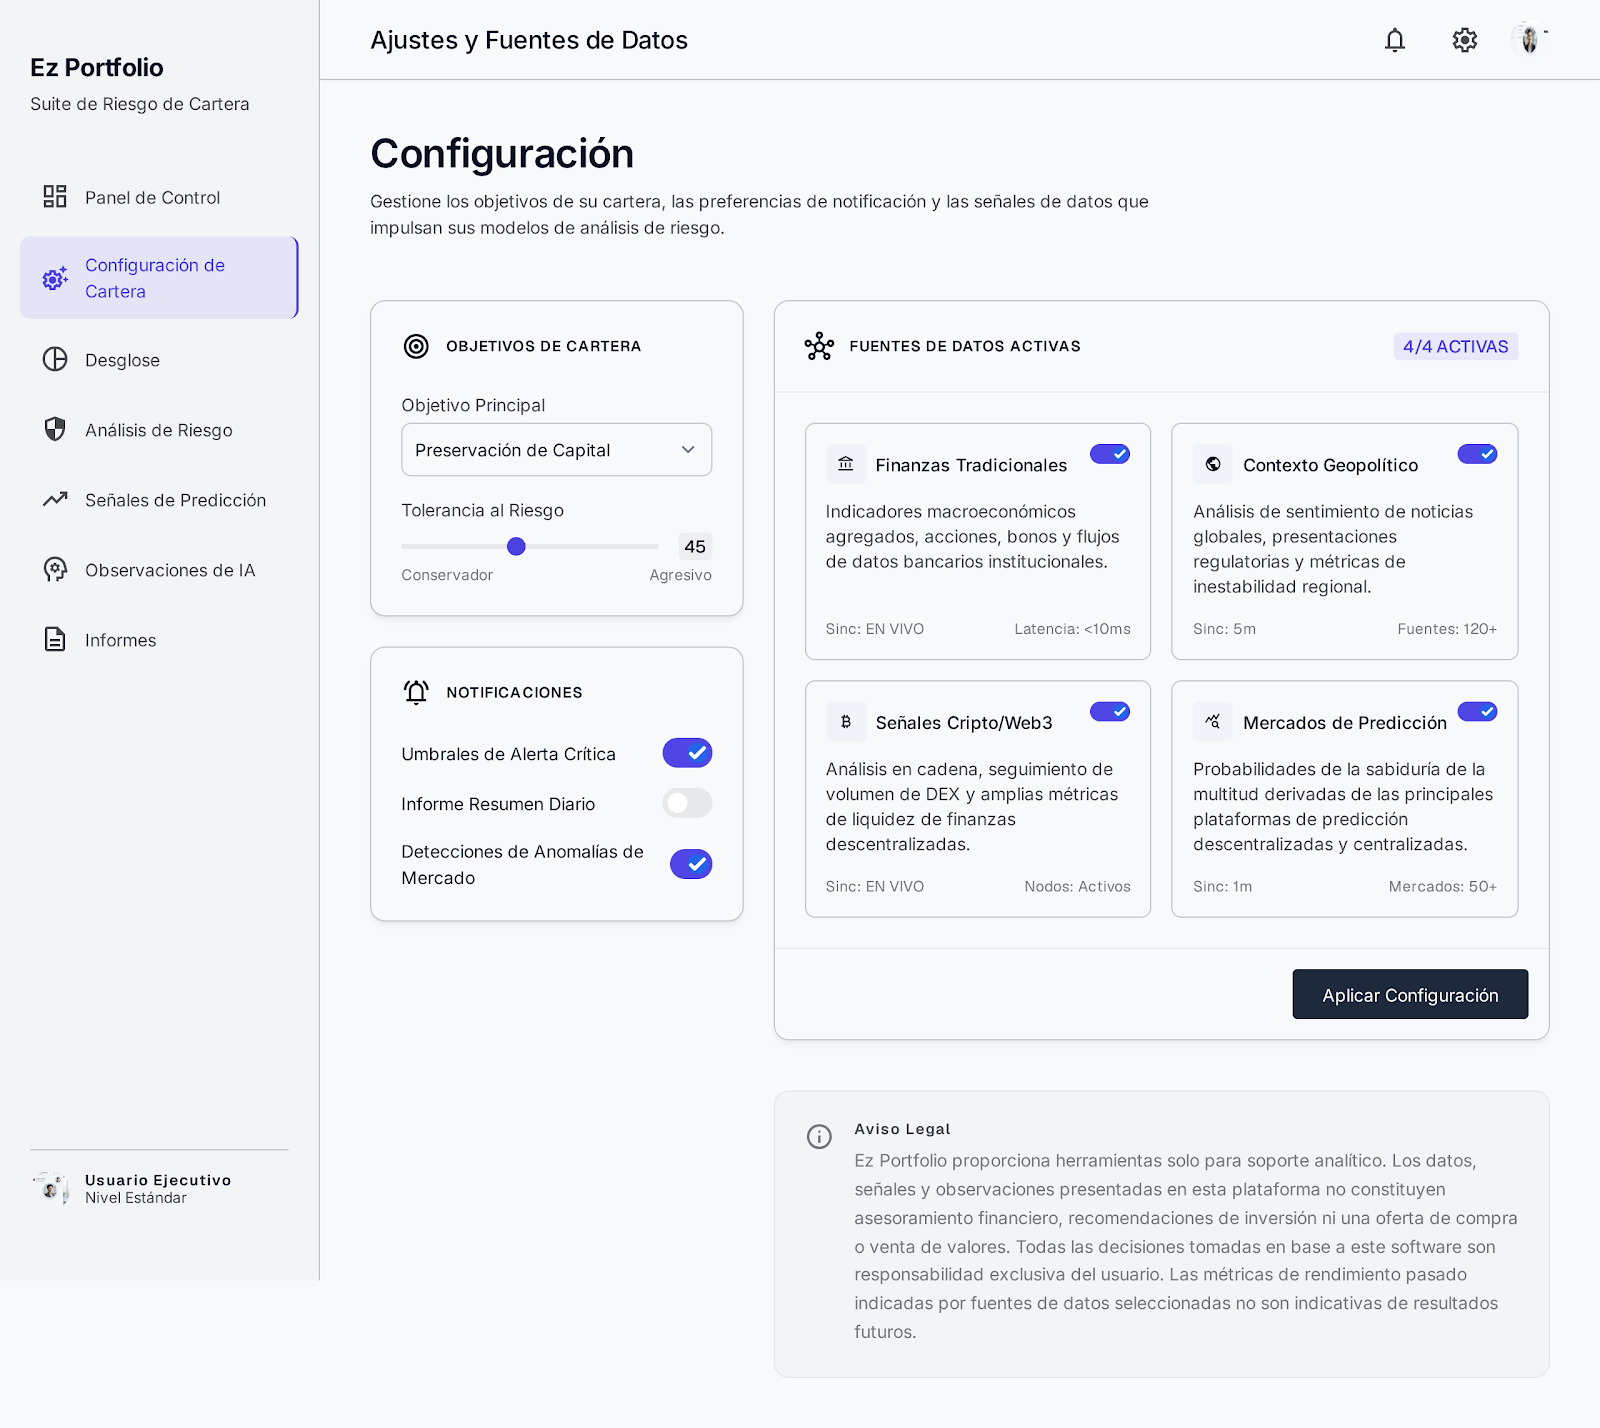 Ez Portfolio
Suite de Riesgo de Cartera
Panel de Control
Configuración de
Cartera
Desglose
Análisis de Riesgo
Señales de Predicción
Observaciones de IA
Informes
Usuario Ejecutivo
Nivel Estándar
Ajustes y Fuentes de Datos
Configuración
Gestione los objetivos de su cartera, las preferencias de notificación y las señales de datos que
impulsan sus modelos de análisis de riesgo.
OBJETIVOS DE CARTERA
Objetivo Principal
Preservación de Capital
Tolerancia al Riesgo
45
Conservador
Agresivo
NOTIFICACIONES
Umbrales de Alerta Crítica
Informe Resumen Diario
Detecciones de Anomalías de
Mercado
FUENTES DE DATOS ACTIVAS
4/4 ACTIVAS
Finanzas Tradicionales
Indicadores macroeconómicos
agregados, acciones, bonos y flujos
de datos bancarios institucionales.
Sinc: EN VIVO
Latencia: <10ms
Contexto Geopolítico
Análisis de sentimiento de noticias
globales, presentaciones
regulatorias y métricas de
inestabilidad regional.
Sinc: 5m
Fuentes: 120+
Señales Cripto/Web3
Análisis en cadena, seguimiento de
volumen de DEX y amplias métricas
de liquidez de finanzas
descentralizadas.
Sinc: EN VIVO
Nodos: Activos
Mercados de Predicción
Probabilidades de la sabiduría de la
multitud derivadas de las principales
plataformas de predicción
descentralizadas y centralizadas.
Sinc: 1m
Mercados: 50+
Aplicar Configuración
Aviso Legal
Ez Portfolio proporciona herramientas solo para soporte analítico. Los datos,
señales y observaciones presentadas en esta plataforma no constituyen
asesoramiento financiero, recomendaciones de inversión ni una oferta de compra
o venta de valores. Todas las decisiones tomadas en base a este software son
responsabilidad exclusiva del usuario. Las métricas de rendimiento pasado
indicadas por fuentes de datos seleccionadas no son indicativas de resultados
futuros.